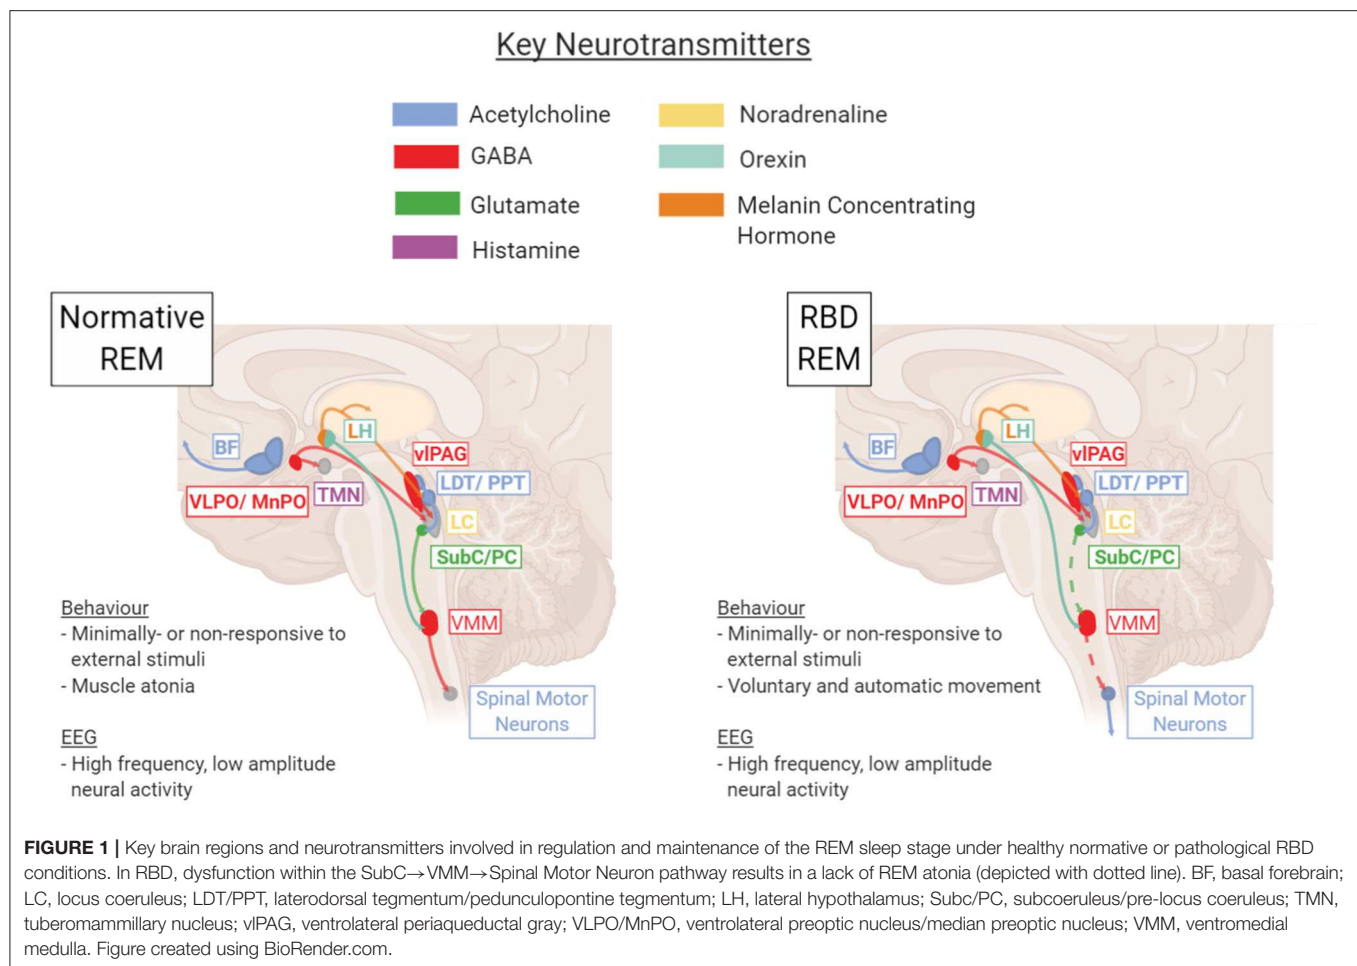 Key Neurotransmitters
Acetylcholine
GABA
Glutamate
Histamine
Noradrenaline
Orexin
Melanin Concentrating
Hormone
Normative
REM
BF
LH
vlPAG
LDT/ PPT
VLPO/ MnPO
TMN
LC
SubC/PC
VMM
Spinal Motor
Neurons
Behaviour
- Minimally- or non-responsive to
external stimuli
- Muscle atonia
EEG
- High frequency, low amplitude
neural activity
RBD
REM
BF
LH
vlPAG
LDT/ PPT
VLPO/ MnPO
TMN
LC
SubC/PC
VMM
Spinal Motor
Neurons
Behaviour
- Minimally- or non-responsive to
external stimuli
- Voluntary and automatic movement
EEG
- High frequency, low amplitude
neural activity
FIGURE 1 | Key brain regions and neurotransmitters involved in regulation and maintenance of the REM sleep stage under healthy normative or pathological RBD
conditions. In RBD, dysfunction within the SubC→VMM→Spinal Motor Neuron pathway results in a lack of REM atonia (depicted with dotted line). BF, basal forebrain;
LC, locus coeruleus; LDT/PPT, laterodorsal tegmentum/pedunculopontine tegmentum; LH, lateral hypothalamus; Subc/PC, subcoeruleus/pre-locus coeruleus; TMN,
tuberomammillary nucleus; vlPAG, ventrolateral periaqueductal gray; VLPO/MnPO, ventrolateral preoptic nucleus/median preoptic nucleus; VMM, ventromedial
medulla. Figure created using BioRender.com.